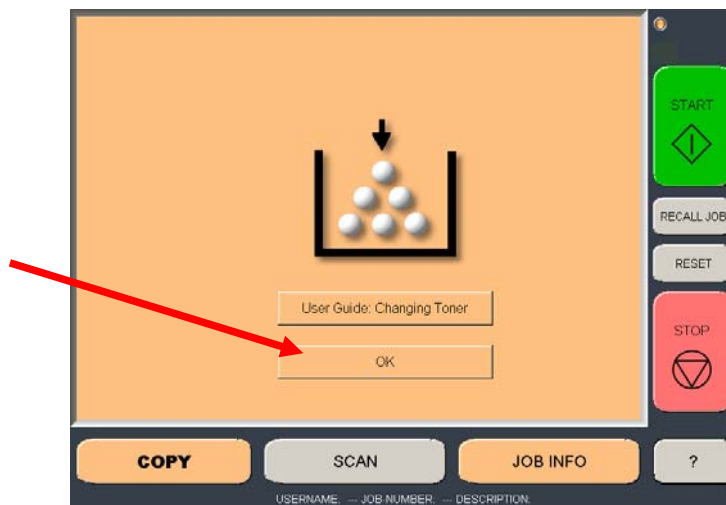 START
RECALL JOB
RESET
User Guide: Changing Toner
STOP
OK
COPY
SCAN
JOB INFO
?
USERNAME: --- JOB NUMBER: --- DESCRIPTION: